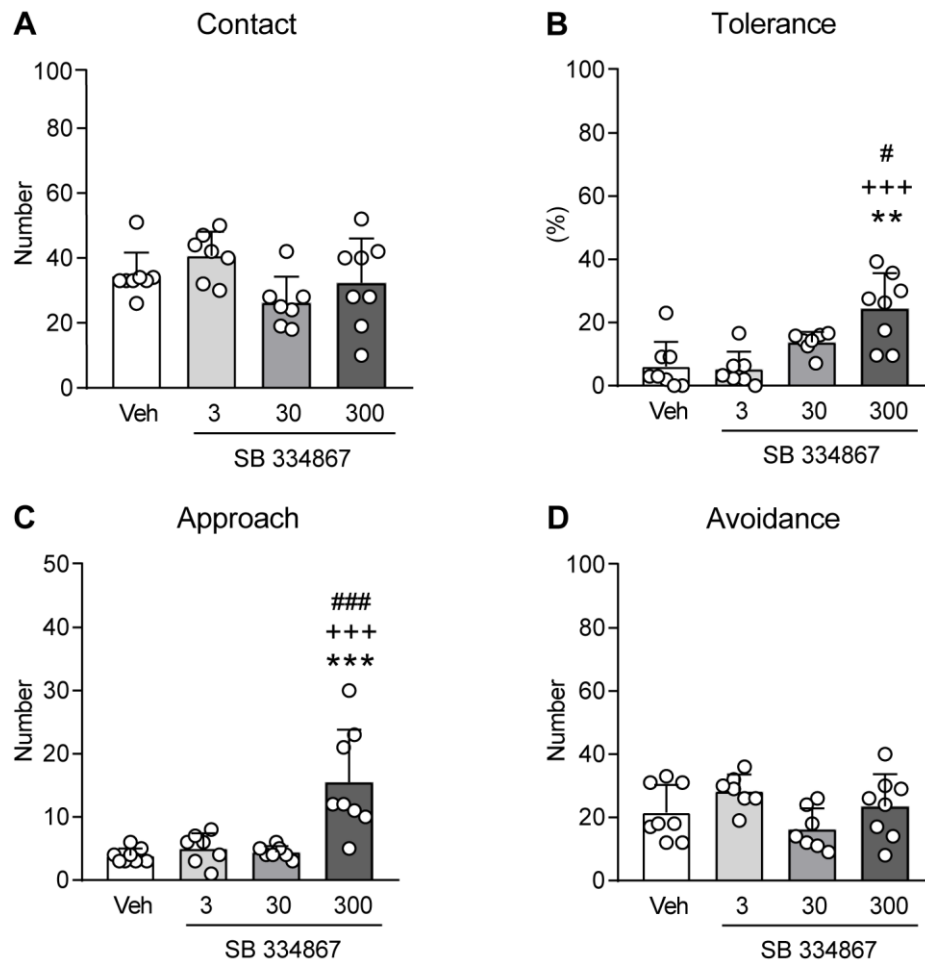 A Contact
Number
100
80
60
40
20
0
Veh 3 30 300
SB 334867
B Tolerance
(%)
100
80
60
40
20
0
#
+++
**
Veh 3 30 300
SB 334867
C Approach
Number
50
40
30
20
10
0
###
+++
***
Veh 3 30 300
SB 334867
D Avoidance
Number
100
80
60
40
20
0
Veh 3 30 300
SB 334867